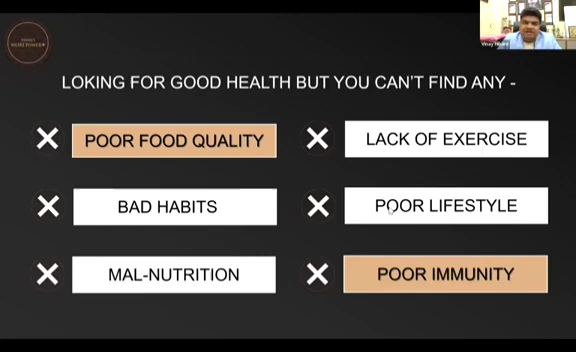 LOKING FOR GOOD HEALTH BUT YOU CAN'T FIND ANY -
POOR FOOD QUALITY
LACK OF EXERCISE
BAD HABITS
POOR LIFESTYLE
MAL-NUTRITION
POOR IMMUNITY